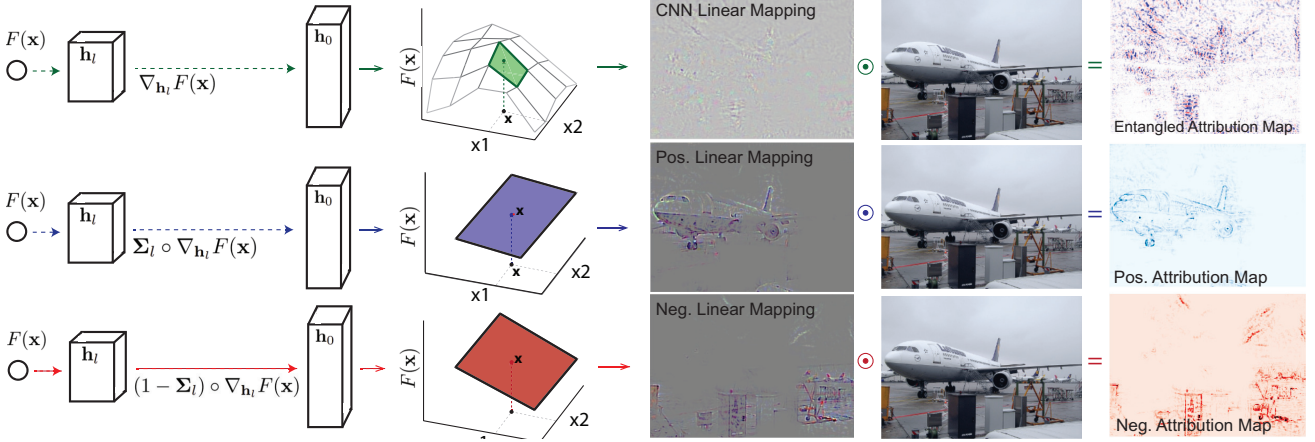 F(x) h_l ∇_{h_l} F(x) h_0 F(x) x x1 x2 CNN Linear Mapping ⊙ = Entangled Attribution Map
F(x) h_l Σ_l ∘ ∇_{h_l} F(x) h_0 F(x) x x x1 x2 Pos. Linear Mapping ⊙ = Pos. Attribution Map
F(x) h_l (1 − Σ_l) ∘ ∇_{h_l} F(x) h_0 F(x) x x x2 Neg. Linear Mapping ⊙ = Neg. Attribution Map